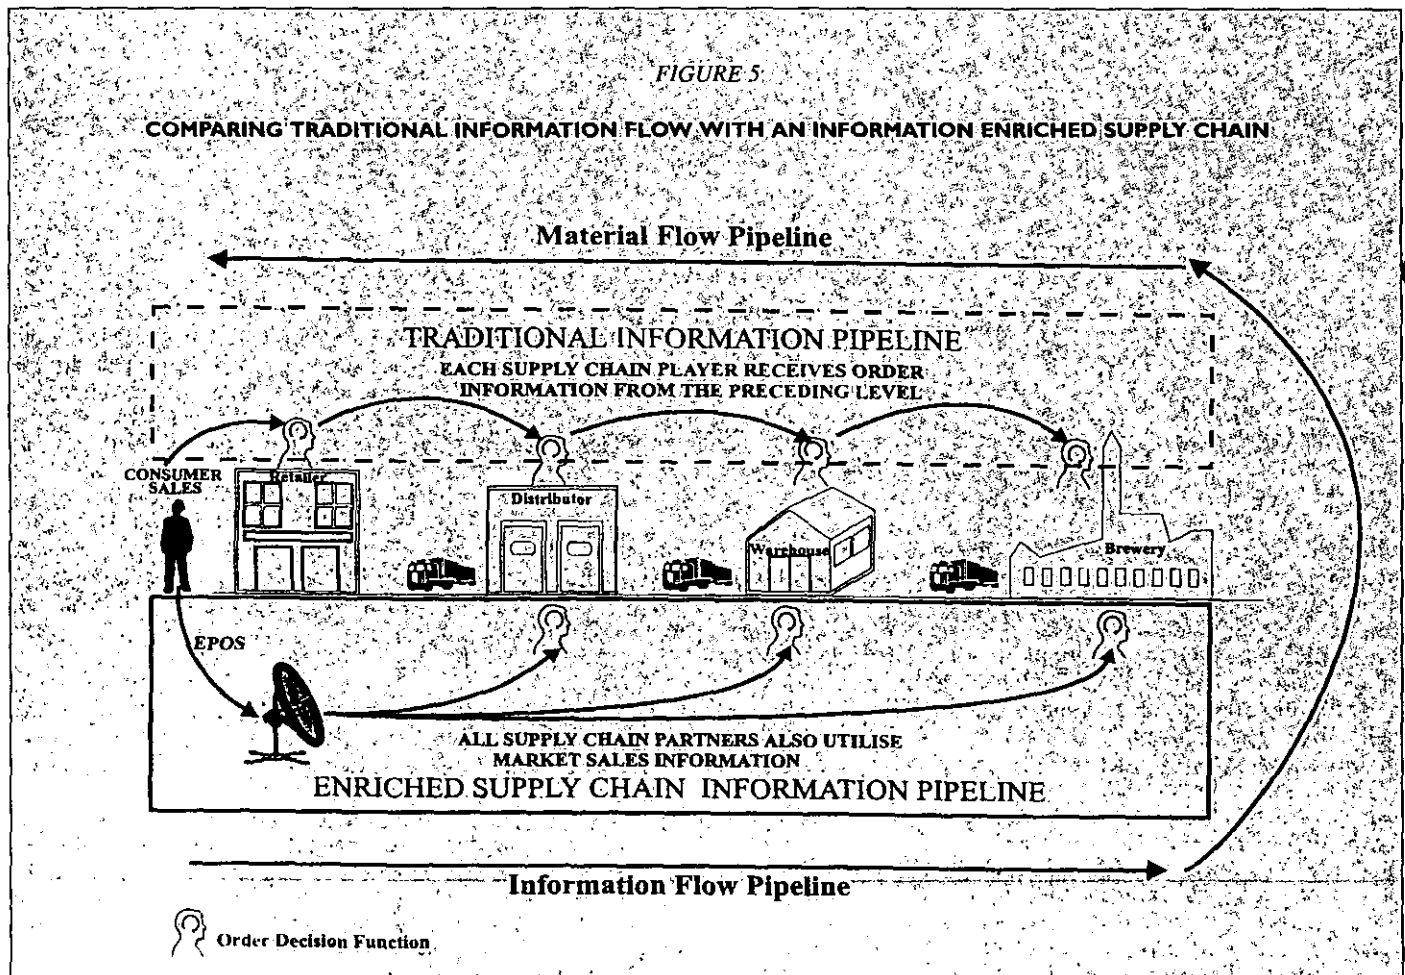 FIGURE 5
COMPARING TRADITIONAL INFORMATION FLOW WITH AN INFORMATION ENRICHED SUPPLY CHAIN
Material Flow Pipeline
TRADITIONAL INFORMATION PIPELINE
EACH SUPPLY CHAIN PLAYER RECEIVES ORDER
INFORMATION FROM THE PRECEDING LEVEL
CONSUMER
SALES
Retailer
Distributor
Warehouse
Brewery
EPOS
ALL SUPPLY CHAIN PARTNERS ALSO UTILISE
MARKET SALES INFORMATION
ENRICHED SUPPLY CHAIN INFORMATION PIPELINE
Information Flow Pipeline
Order Decision Function